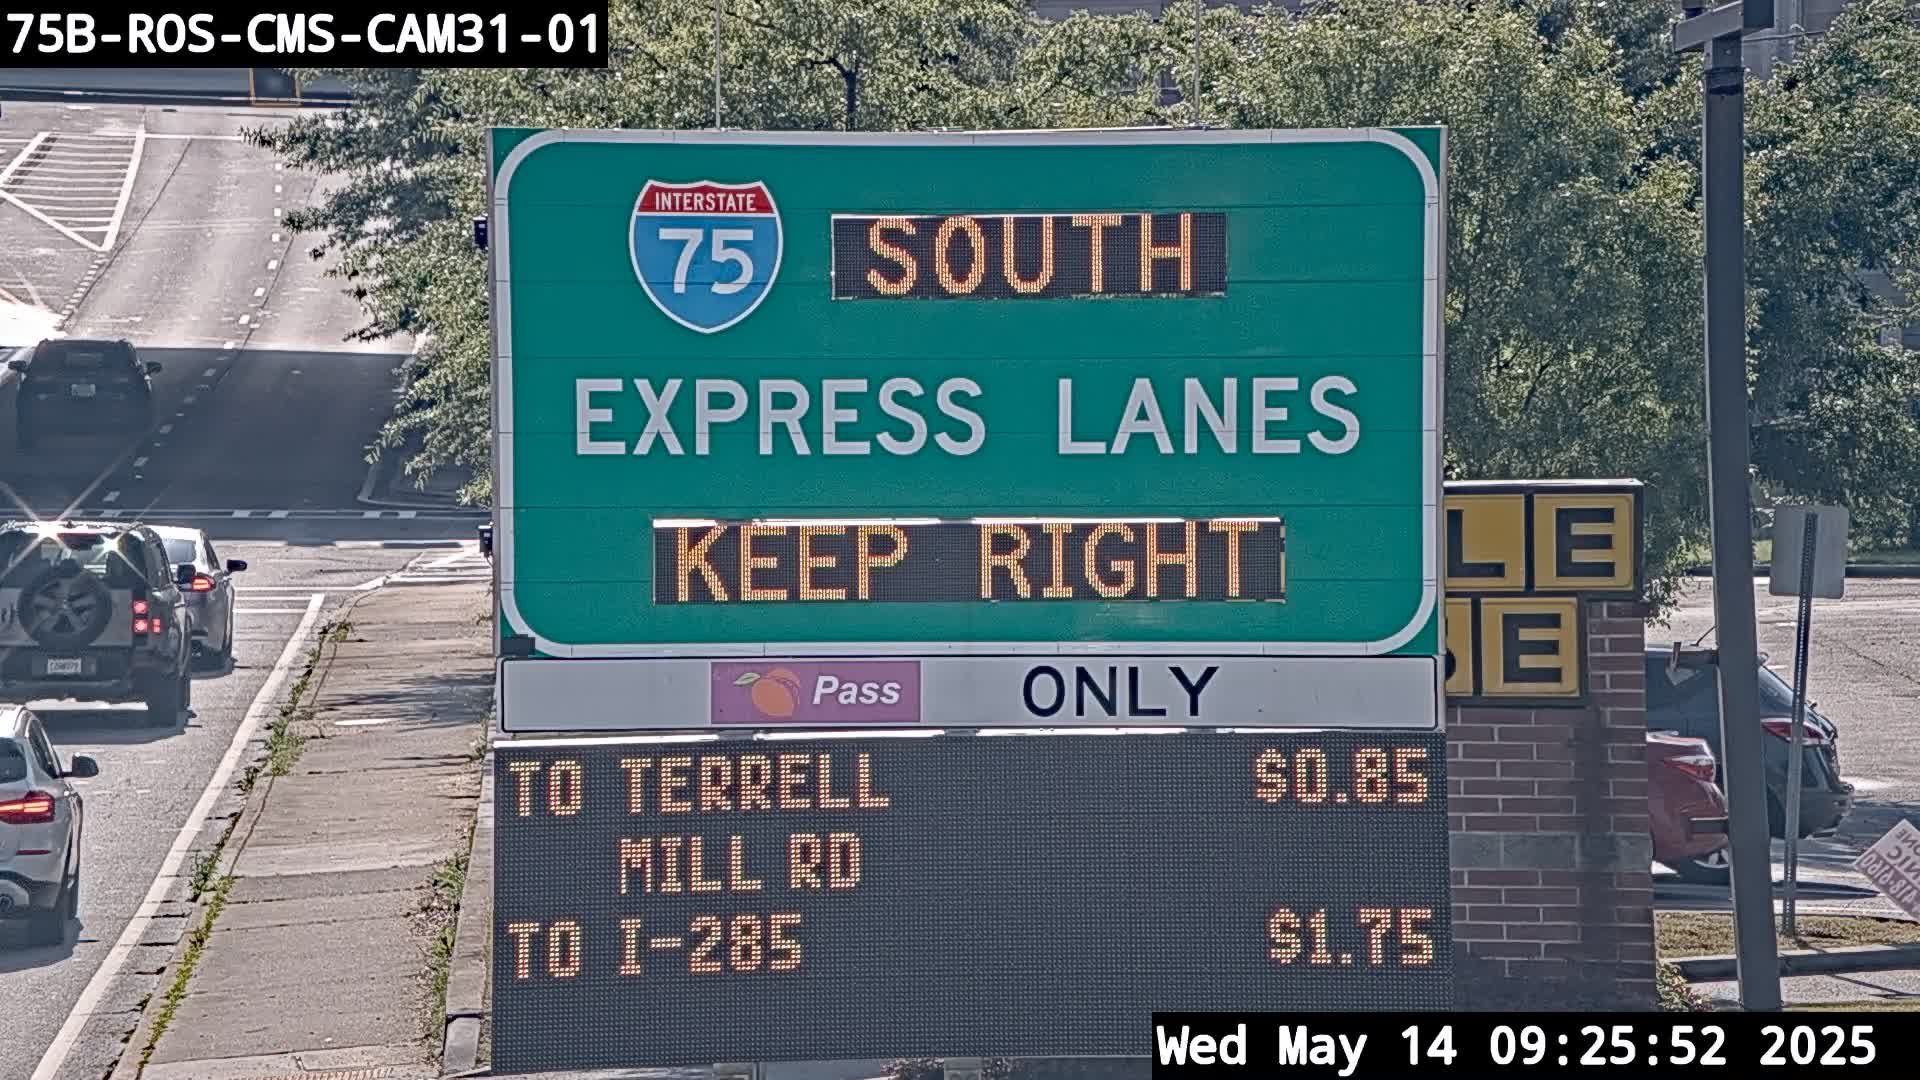 75B-ROS-CMS-CAM31-01
INTERSTATE
75
SOUTH
EXPRESS LANES
KEEP RIGHT
Pass ONLY
TO TERRELL $0.85
MILL RD
TO I-285 $1.75
LE
E
Wed May 14 09:25:52 2025